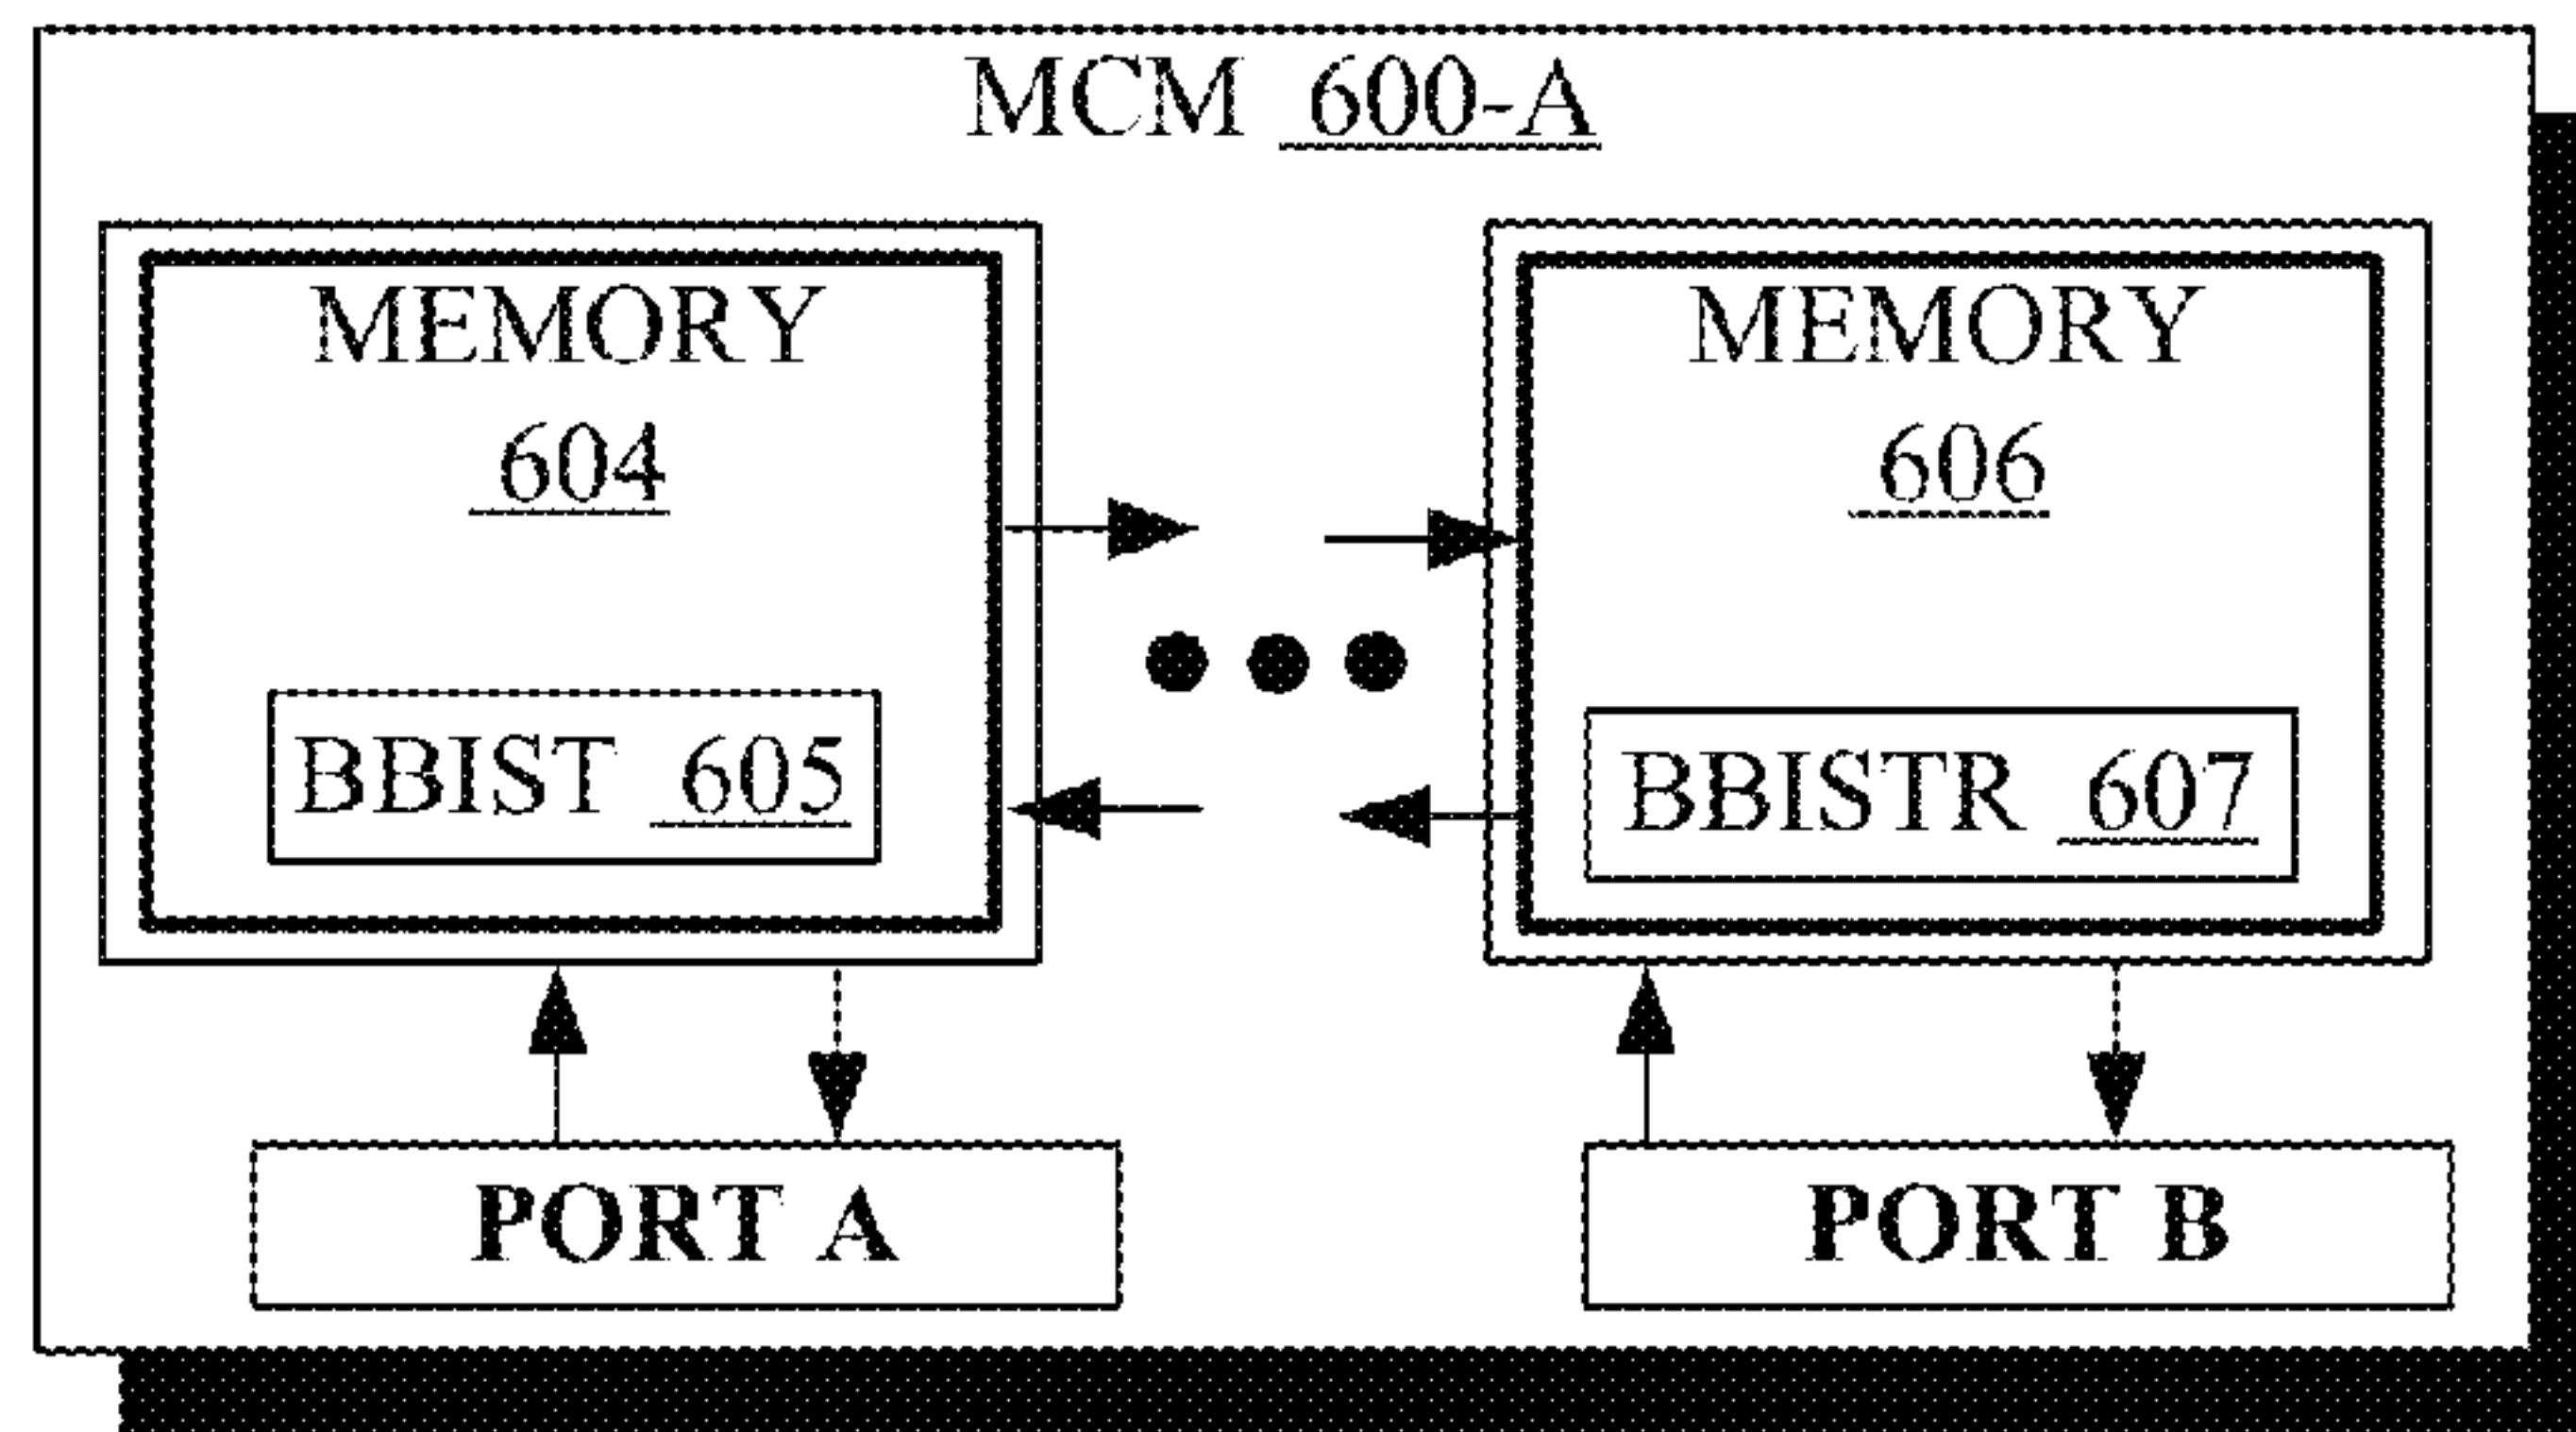 MCM 600-A
MEMORY
604
BBIST 605
MEMORY
606
BBISTR 607
PORT A
PORT B